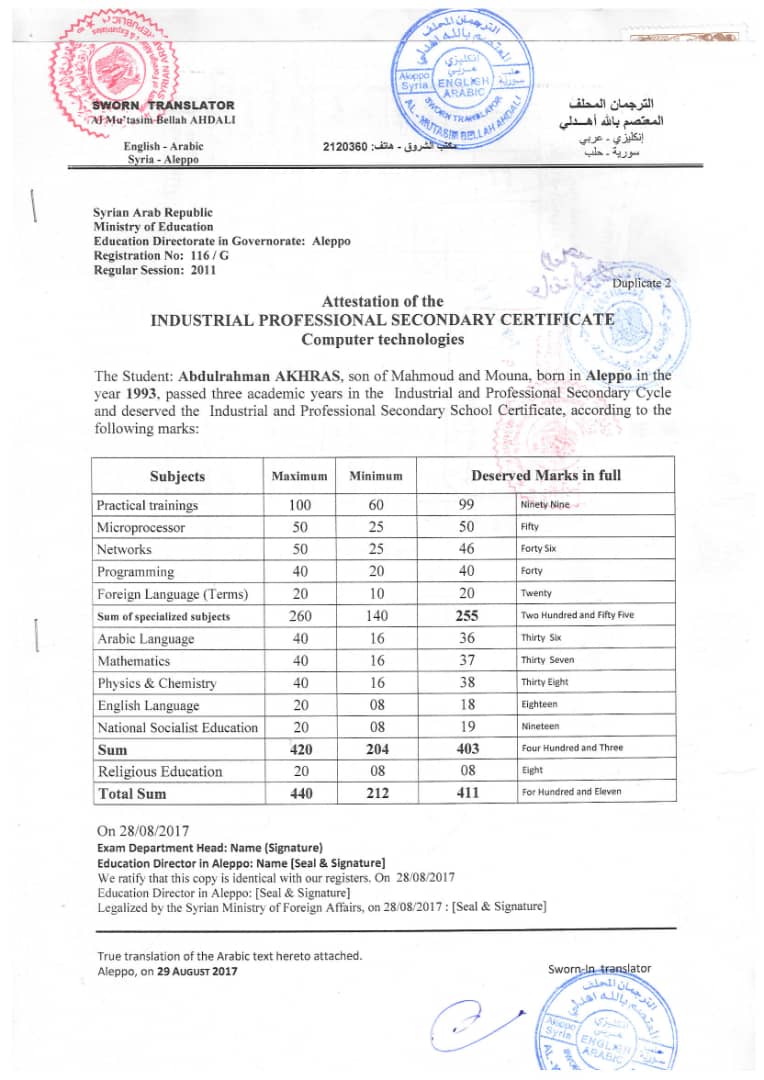 الترجمان المحلف
المعتصم بالله اهدلي
إنكليزي
عربي
Aleppo
Syria
ENGLISH
ARABIC
حلب
سورية
SWORN TRANSLATOR
AL - MUTASIM BELLAH AHDALI
SWORN TRANSLATOR
Al Mu'tasim Bellah AHDALI
English - Arabic
Syria - Aleppo
مكتب الشروق - هاتف: 2120360
الترجمان المحلف
المعتصم بالله أهــدلي
إنكليزي - عربي
سورية - حلب
Syrian Arab Republic
Ministry of Education
Education Directorate in Governorate: Aleppo
Registration No: 116 / G
Regular Session: 2011
Duplicate 2
Attestation of the
INDUSTRIAL PROFESSIONAL SECONDARY CERTIFICATE
Computer technologies
The Student: Abdulrahman AKHRAS, son of Mahmoud and Mouna, born in Aleppo in the
year 1993, passed three academic years in the Industrial and Professional Secondary Cycle
and deserved the Industrial and Professional Secondary School Certificate, according to the
following marks:
Subjects Maximum Minimum Deserved Marks in full
Practical trainings 100 60 99 Ninety Nine
Microprocessor 50 25 50 Fifty
Networks 50 25 46 Forty Six
Programming 40 20 40 Forty
Foreign Language (Terms) 20 10 20 Twenty
Sum of specialized subjects 260 140 255 Two Hundred and Fifty Five
Arabic Language 40 16 36 Thirty Six
Mathematics 40 16 37 Thirty Seven
Physics & Chemistry 40 16 38 Thirty Eight
English Language 20 08 18 Eighteen
National Socialist Education 20 08 19 Nineteen
Sum 420 204 403 Four Hundred and Three
Religious Education 20 08 08 Eight
Total Sum 440 212 411 For Hundred and Eleven
On 28/08/2017
Exam Department Head: Name (Signature)
Education Director in Aleppo: Name [Seal & Signature]
We ratify that this copy is identical with our registers. On 28/08/2017
Education Director in Aleppo: [Seal & Signature]
Legalized by the Syrian Ministry of Foreign Affairs, on 28/08/2017 : [Seal & Signature]
True translation of the Arabic text hereto attached.
Aleppo, on 29 AUGUST 2017
Sworn-In translator
الترجمان المحلف
المعتصم بالله اهدلي
Aleppo
Syria
إنكليزي
عربي
ENGLISH
ARABIC
حلب
سورية